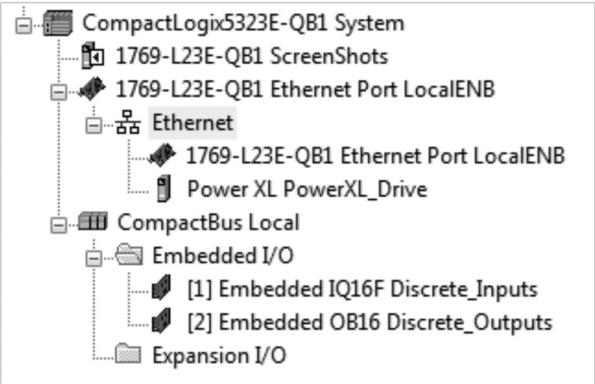 CompactLogix5323E-QB1 System
1769-L23E-QB1 ScreenShots
1769-L23E-QB1 Ethernet Port LocalENB
Ethernet
1769-L23E-QB1 Ethernet Port LocalENB
Power XL PowerXL_Drive
CompactBus Local
Embedded I/O
[1] Embedded IQ16F Discrete_Inputs
[2] Embedded OB16 Discrete_Outputs
Expansion I/O